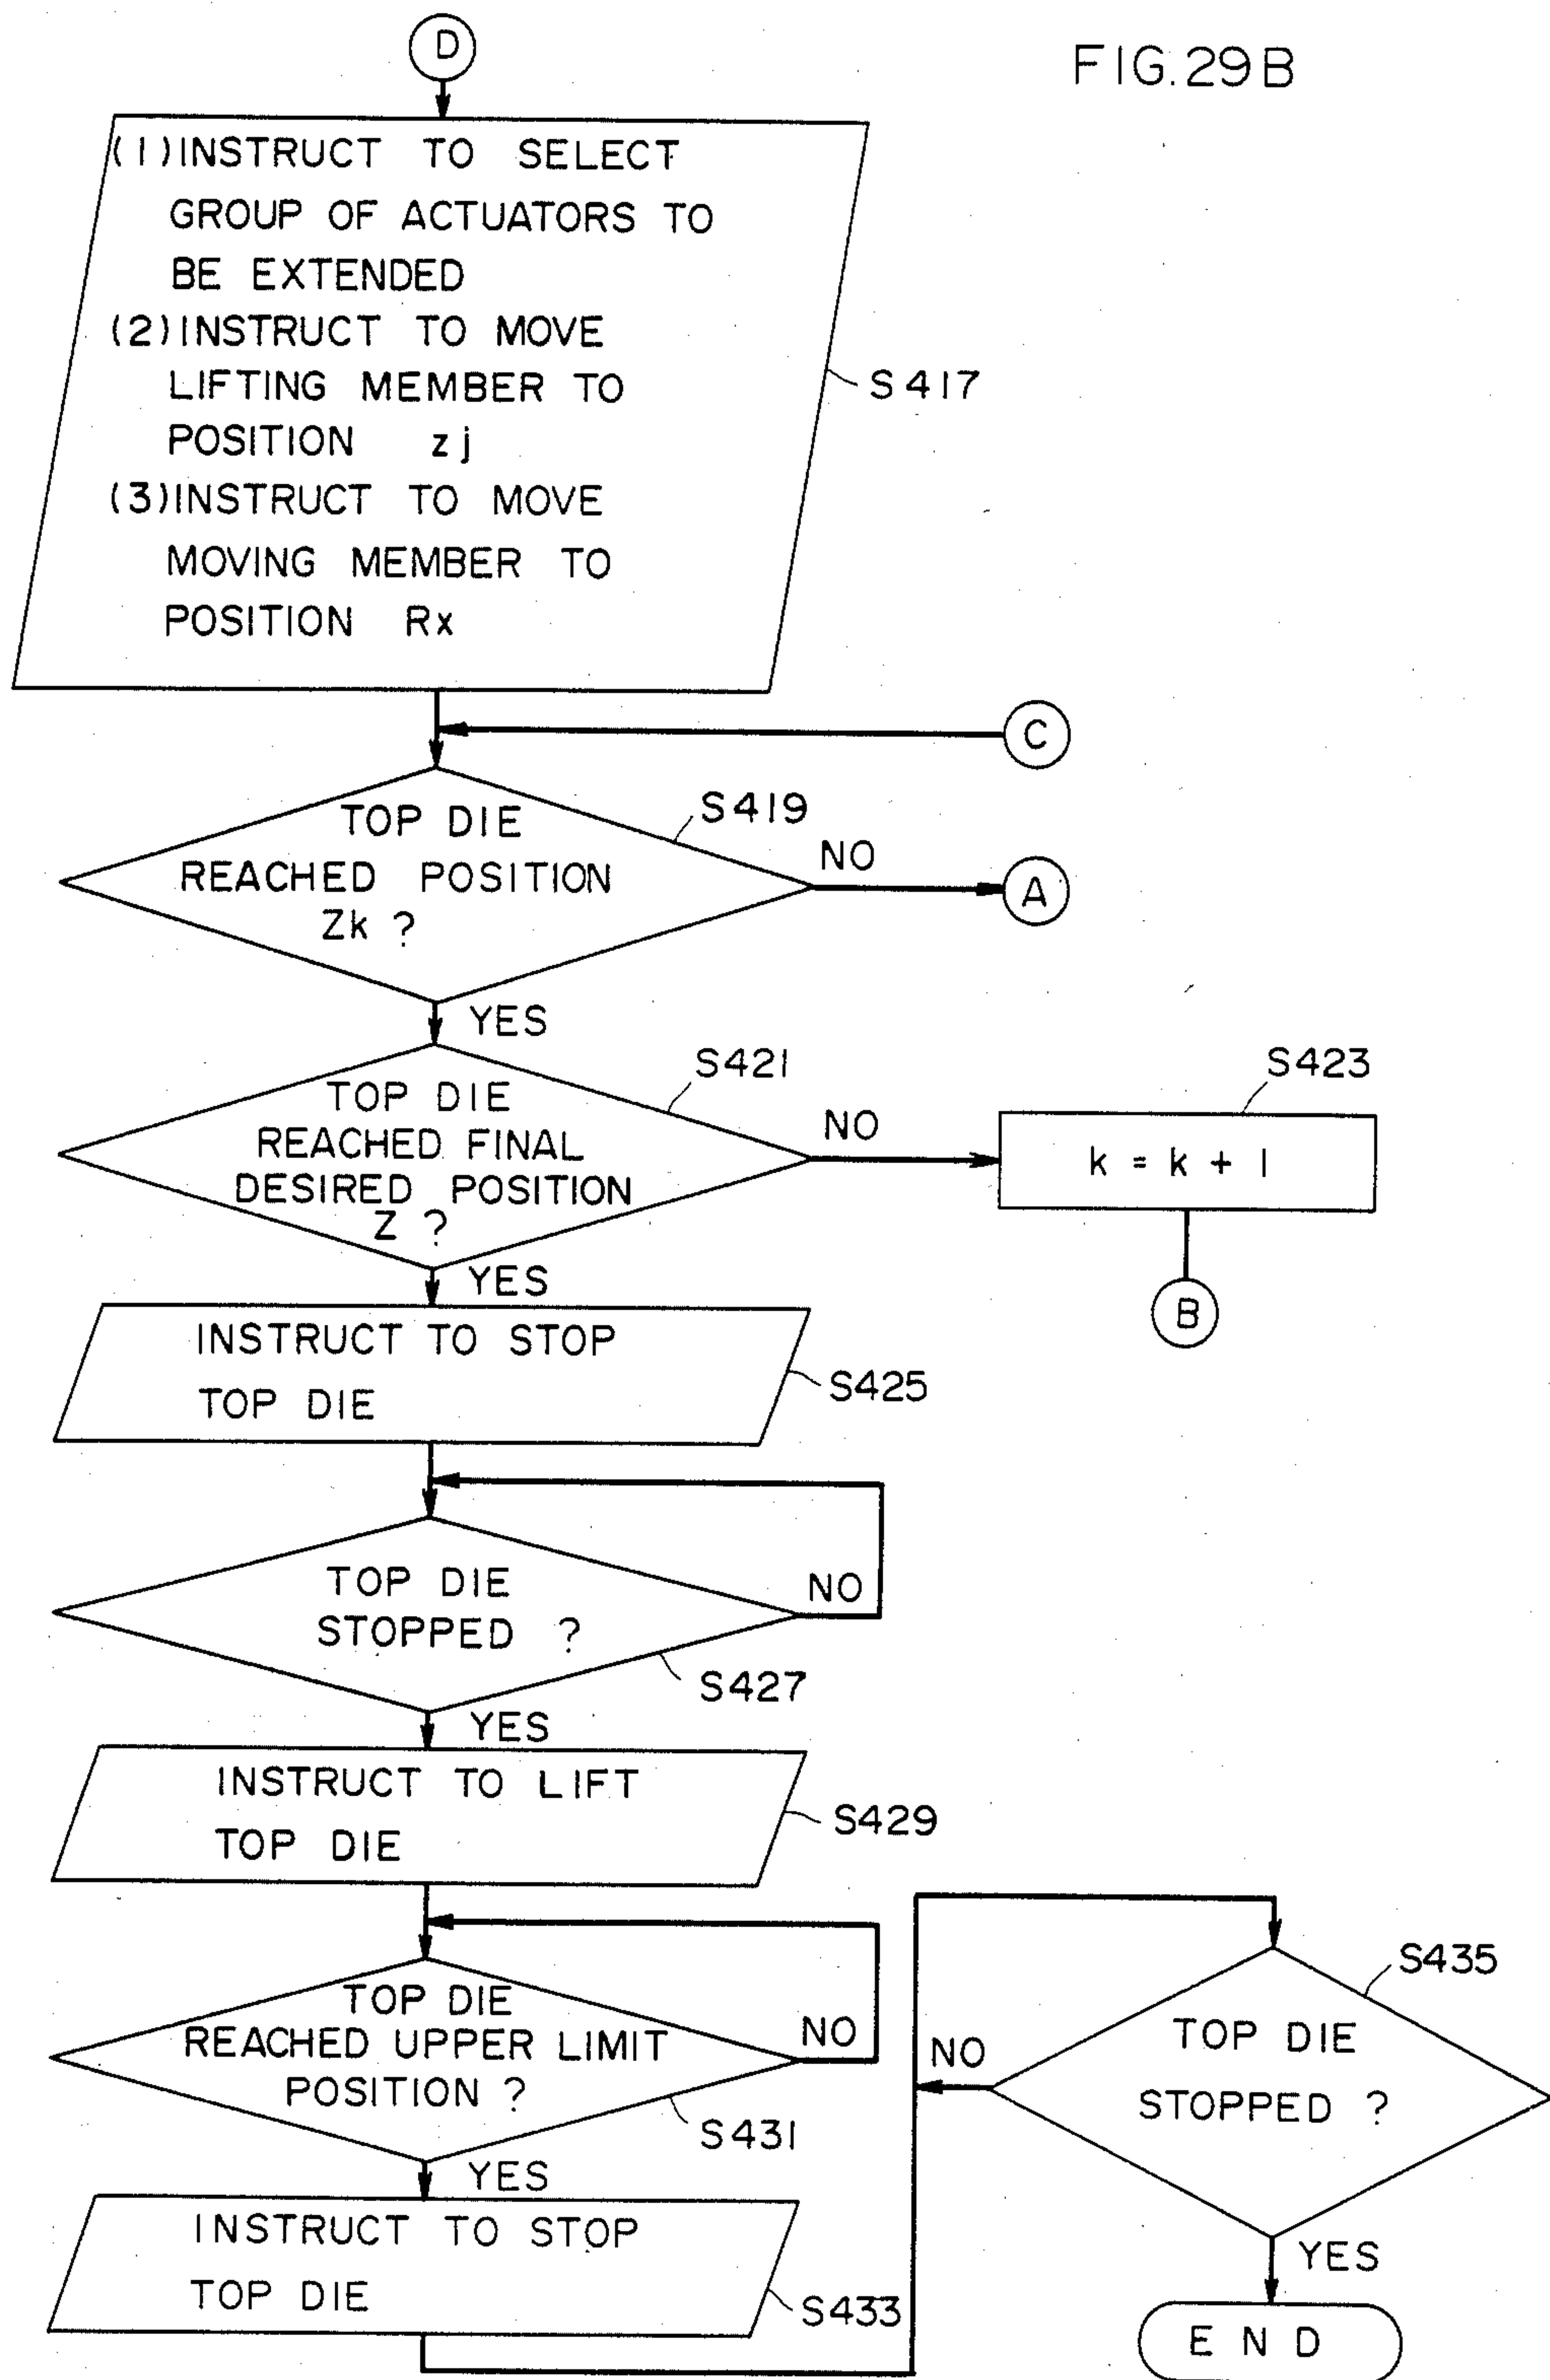 D
FIG.29B
(1)INSTRUCT TO SELECT
GROUP OF ACTUATORS TO
BE EXTENDED
(2)INSTRUCT TO MOVE
LIFTING MEMBER TO
POSITION zj
(3)INSTRUCT TO MOVE
MOVING MEMBER TO
POSITION Rx
S417
C
TOP DIE
REACHED POSITION
Zk ?
S419
NO
A
YES
TOP DIE
REACHED FINAL
DESIRED POSITION
Z ?
S421
NO
S423
k = k + 1
B
YES
INSTRUCT TO STOP
TOP DIE
S425
TOP DIE
STOPPED ?
NO
S427
YES
INSTRUCT TO LIFT
TOP DIE
S429
TOP DIE
REACHED UPPER LIMIT
POSITION ?
NO
S431
YES
INSTRUCT TO STOP
TOP DIE
S433
S435
TOP DIE
STOPPED ?
NO
YES
END